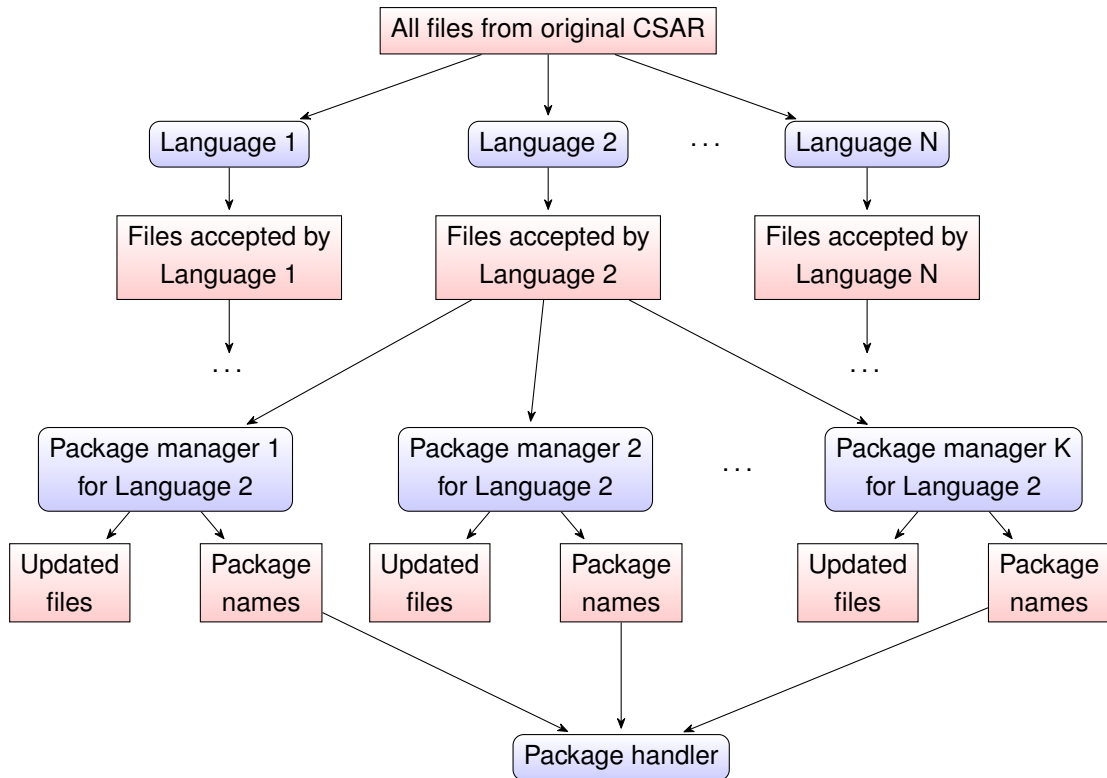 All files from original CSAR
Language 1
Language 2
. . .
Language N
Files accepted by
Language 1
Files accepted by
Language 2
Files accepted by
Language N
. . .
. . .
Package manager 1
for Language 2
Package manager 2
for Language 2
. . .
Package manager K
for Language 2
Updated
files
Package
names
Updated
files
Package
names
Updated
files
Package
names
Package handler